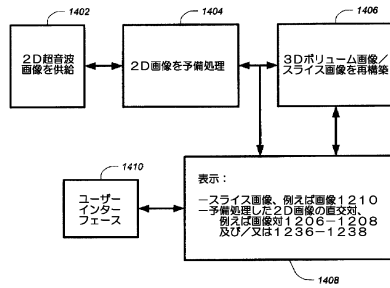 1402
2D超音波
画像を供給
1404
2D画像を予備処理
1406
3Dボリューム画像／
スライス画像を再構築
1410
ユーザー
インター
フェース
表示：
－スライス画像、例えば画像1210
－予備処理した2D画像の直交対、
例えば画像対1206－1208
及び／又は1236－1238
1408